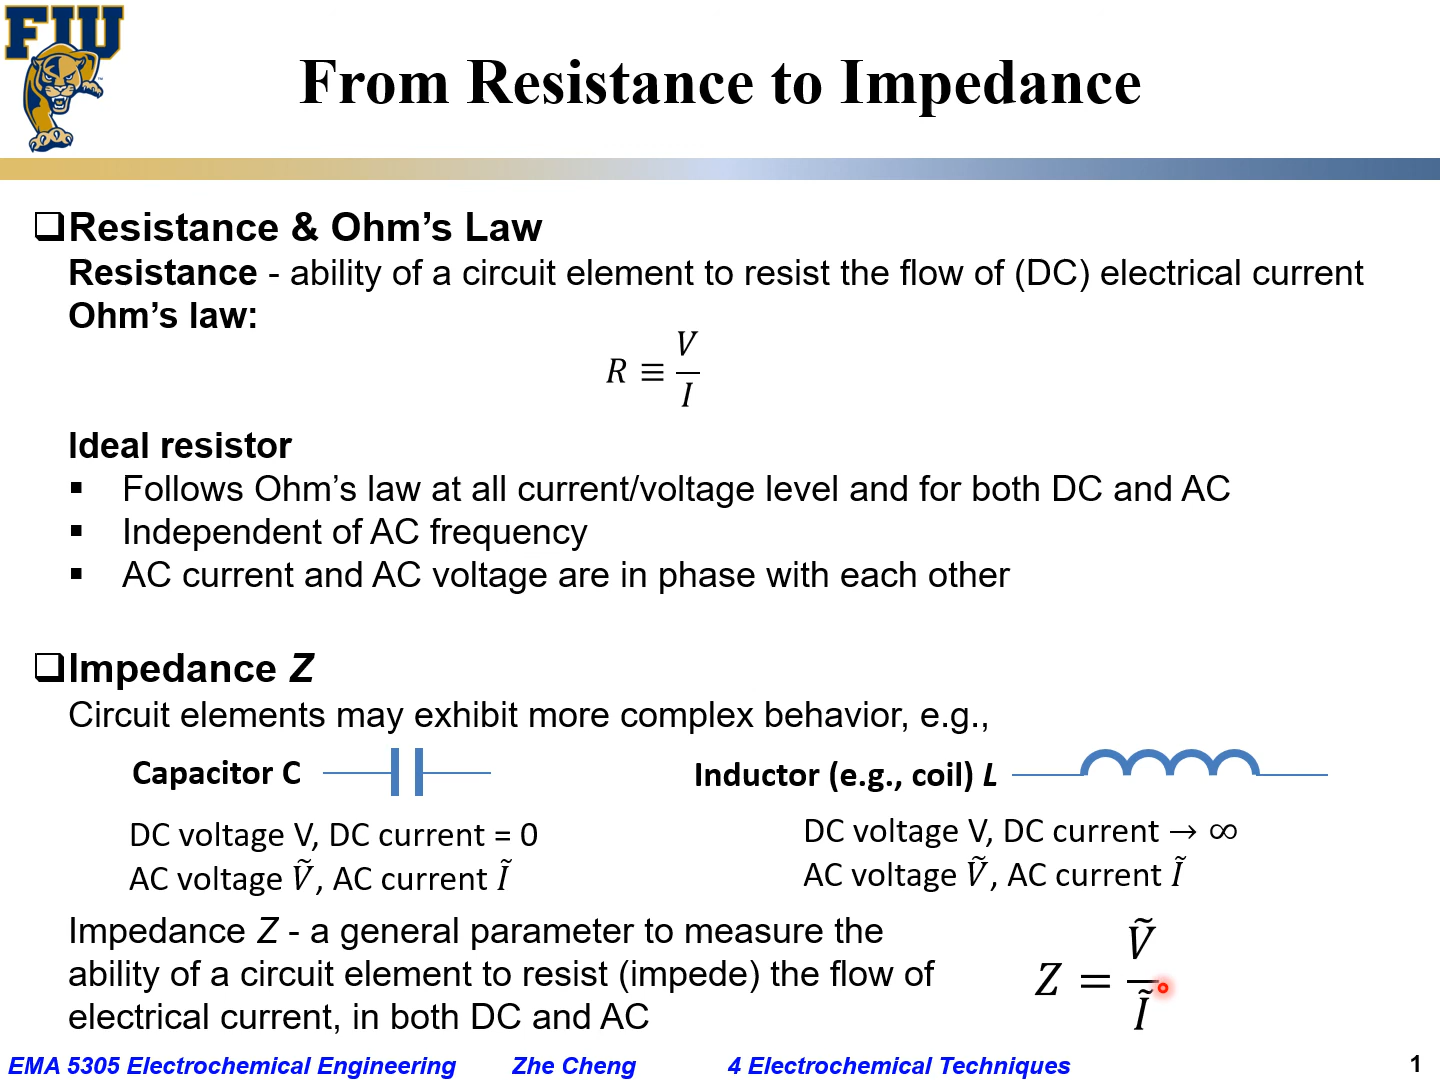 FIU
From Resistance to Impedance
❑Resistance & Ohm’s Law
Resistance - ability of a circuit element to resist the flow of (DC) electrical current
Ohm’s law:
R ≡ V/I
Ideal resistor
▪ Follows Ohm’s law at all current/voltage level and for both DC and AC
▪ Independent of AC frequency
▪ AC current and AC voltage are in phase with each other
❑Impedance Z
Circuit elements may exhibit more complex behavior, e.g.,
Capacitor C
DC voltage V, DC current = 0
AC voltage Ṽ, AC current Ĩ
Inductor (e.g., coil) L
DC voltage V, DC current → ∞
AC voltage Ṽ, AC current Ĩ
Impedance Z - a general parameter to measure the
ability of a circuit element to resist (impede) the flow of
electrical current, in both DC and AC
Z = Ṽ/Ĩ
EMA 5305 Electrochemical Engineering Zhe Cheng 4 Electrochemical Techniques 1